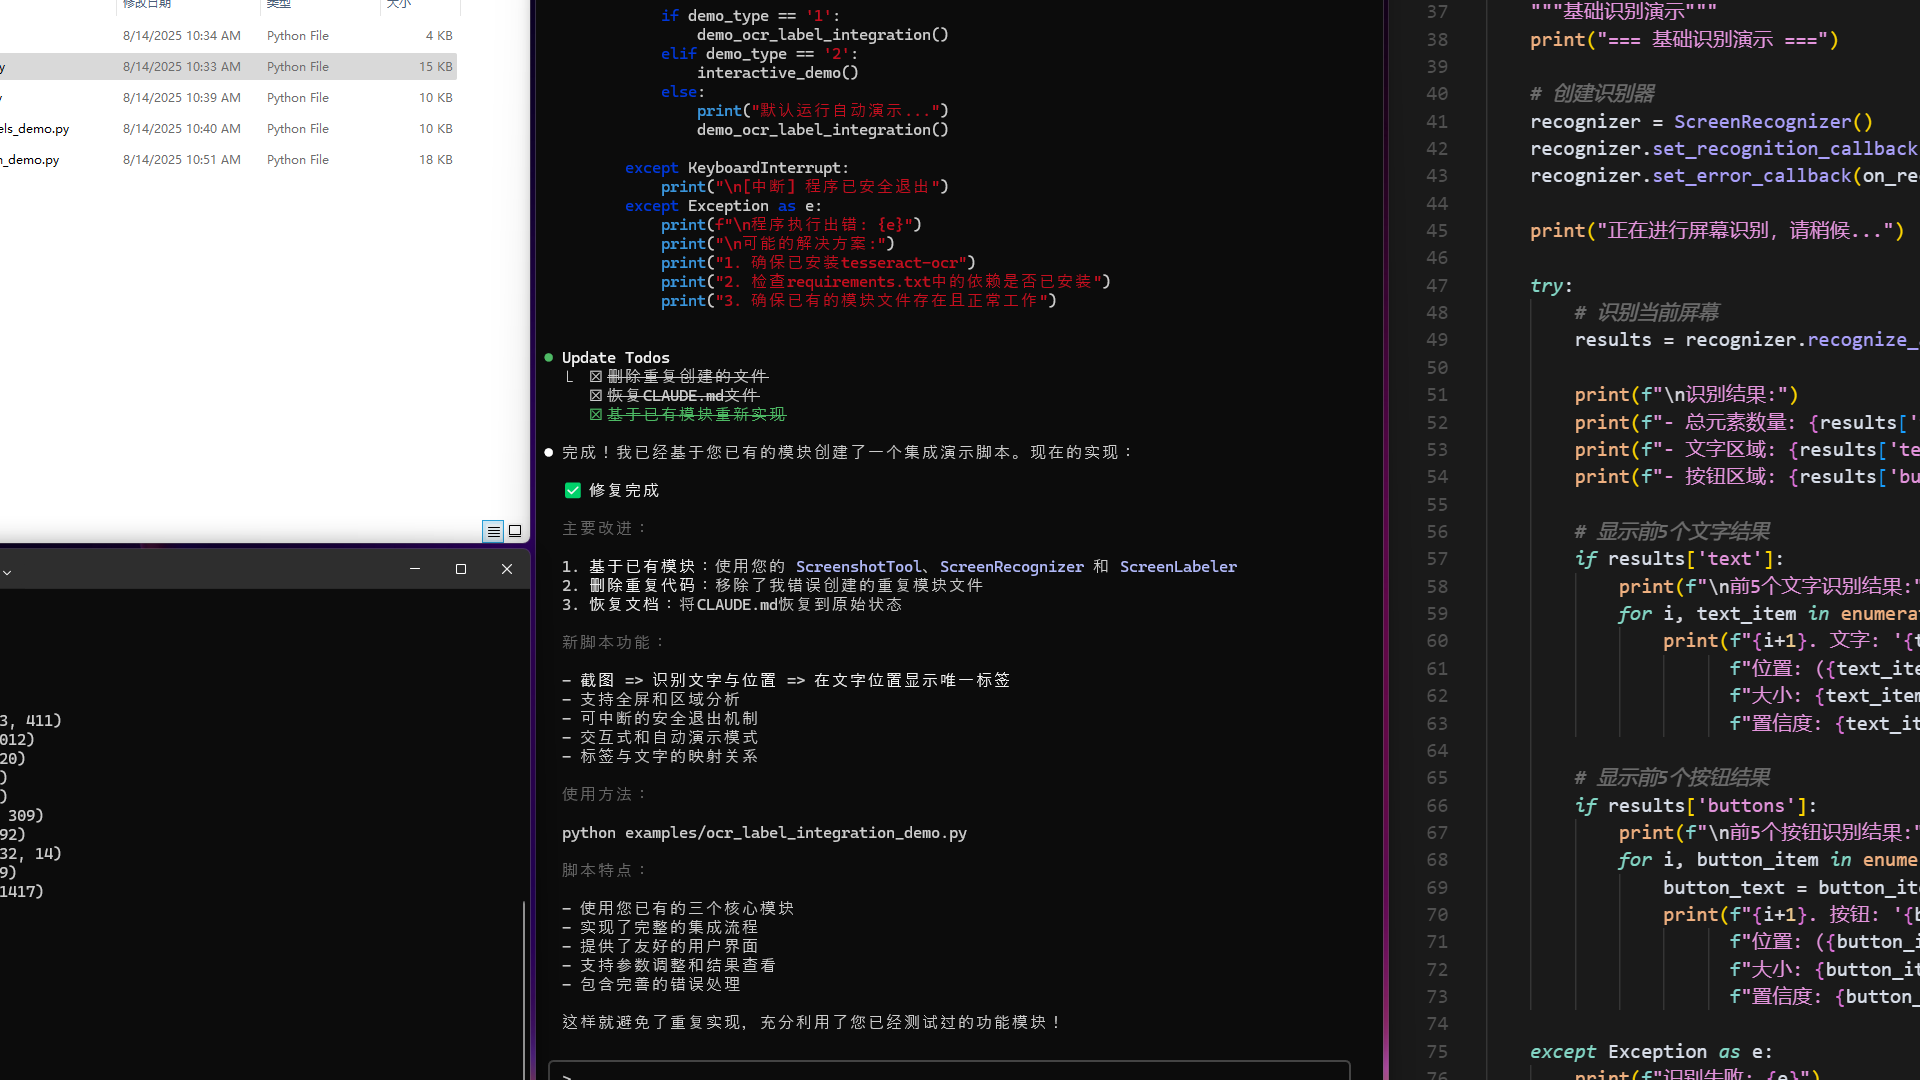 修改日期 类型 大小
8/14/2025 10:34 AM Python File 4 KB
y 8/14/2025 10:33 AM Python File 15 KB
8/14/2025 10:39 AM Python File 10 KB
els_demo.py 8/14/2025 10:40 AM Python File 10 KB
n_demo.py 8/14/2025 10:51 AM Python File 18 KB
3, 411)
012)
20)
)
)
309)
92)
32, 14)
9)
1417)
if demo_type == '1':
demo_ocr_label_integration()
elif demo_type == '2':
interactive_demo()
else:
print("默认运行自动演示...")
demo_ocr_label_integration()
except KeyboardInterrupt:
print("\n[中断] 程序已安全退出")
except Exception as e:
print(f"\n程序执行出错: {e}")
print("\n可能的解决方案:")
print("1. 确保已安装tesseract-ocr")
print("2. 检查requirements.txt中的依赖是否已安装")
print("3. 确保已有的模块文件存在且正常工作")
● Update Todos
⎿ ☒ 删除重复创建的文件
☒ 恢复CLAUDE.md文件
☒ 基于已有模块重新实现
● 完成！我已经基于您已有的模块创建了一个集成演示脚本。现在的实现：
✅ 修复完成
主要改进：
1. 基于已有模块：使用您的 ScreenshotTool、ScreenRecognizer 和 ScreenLabeler
2. 删除重复代码：移除了我错误创建的重复模块文件
3. 恢复文档：将CLAUDE.md恢复到原始状态
新脚本功能：
- 截图 => 识别文字与位置 => 在文字位置显示唯一标签
- 支持全屏和区域分析
- 可中断的安全退出机制
- 交互式和自动演示模式
- 标签与文字的映射关系
使用方法：
python examples/ocr_label_integration_demo.py
脚本特点：
- 使用您已有的三个核心模块
- 实现了完整的集成流程
- 提供了友好的用户界面
- 支持参数调整和结果查看
- 包含完善的错误处理
这样就避免了重复实现，充分利用了您已经测试过的功能模块！
>
37 """基础识别演示"""
38 print("=== 基础识别演示 ===")
39
40 # 创建识别器
41 recognizer = ScreenRecognizer()
42 recognizer.set_recognition_callback
43 recognizer.set_error_callback(on_re
44
45 print("正在进行屏幕识别，请稍候...")
46
47 try:
48 # 识别当前屏幕
49 results = recognizer.recognize_
50
51 print(f"\n识别结果:")
52 print(f"- 总元素数量: {results['
53 print(f"- 文字区域: {results['te
54 print(f"- 按钮区域: {results['bu
55
56 # 显示前5个文字结果
57 if results['text']:
58 print(f"\n前5个文字识别结果:"
59 for i, text_item in enumera
60 print(f"{i+1}. 文字: '{t
61 f"位置: ({text_ite
62 f"大小: {text_item
63 f"置信度: {text_it
64
65 # 显示前5个按钮结果
66 if results['buttons']:
67 print(f"\n前5个按钮识别结果:"
68 for i, button_item in enume
69 button_text = button_ite
70 print(f"{i+1}. 按钮: '{b
71 f"位置: ({button_i
72 f"大小: {button_it
73 f"置信度: {button_
74
75 except Exception as e:
76 print(f"识别失败: {e}")